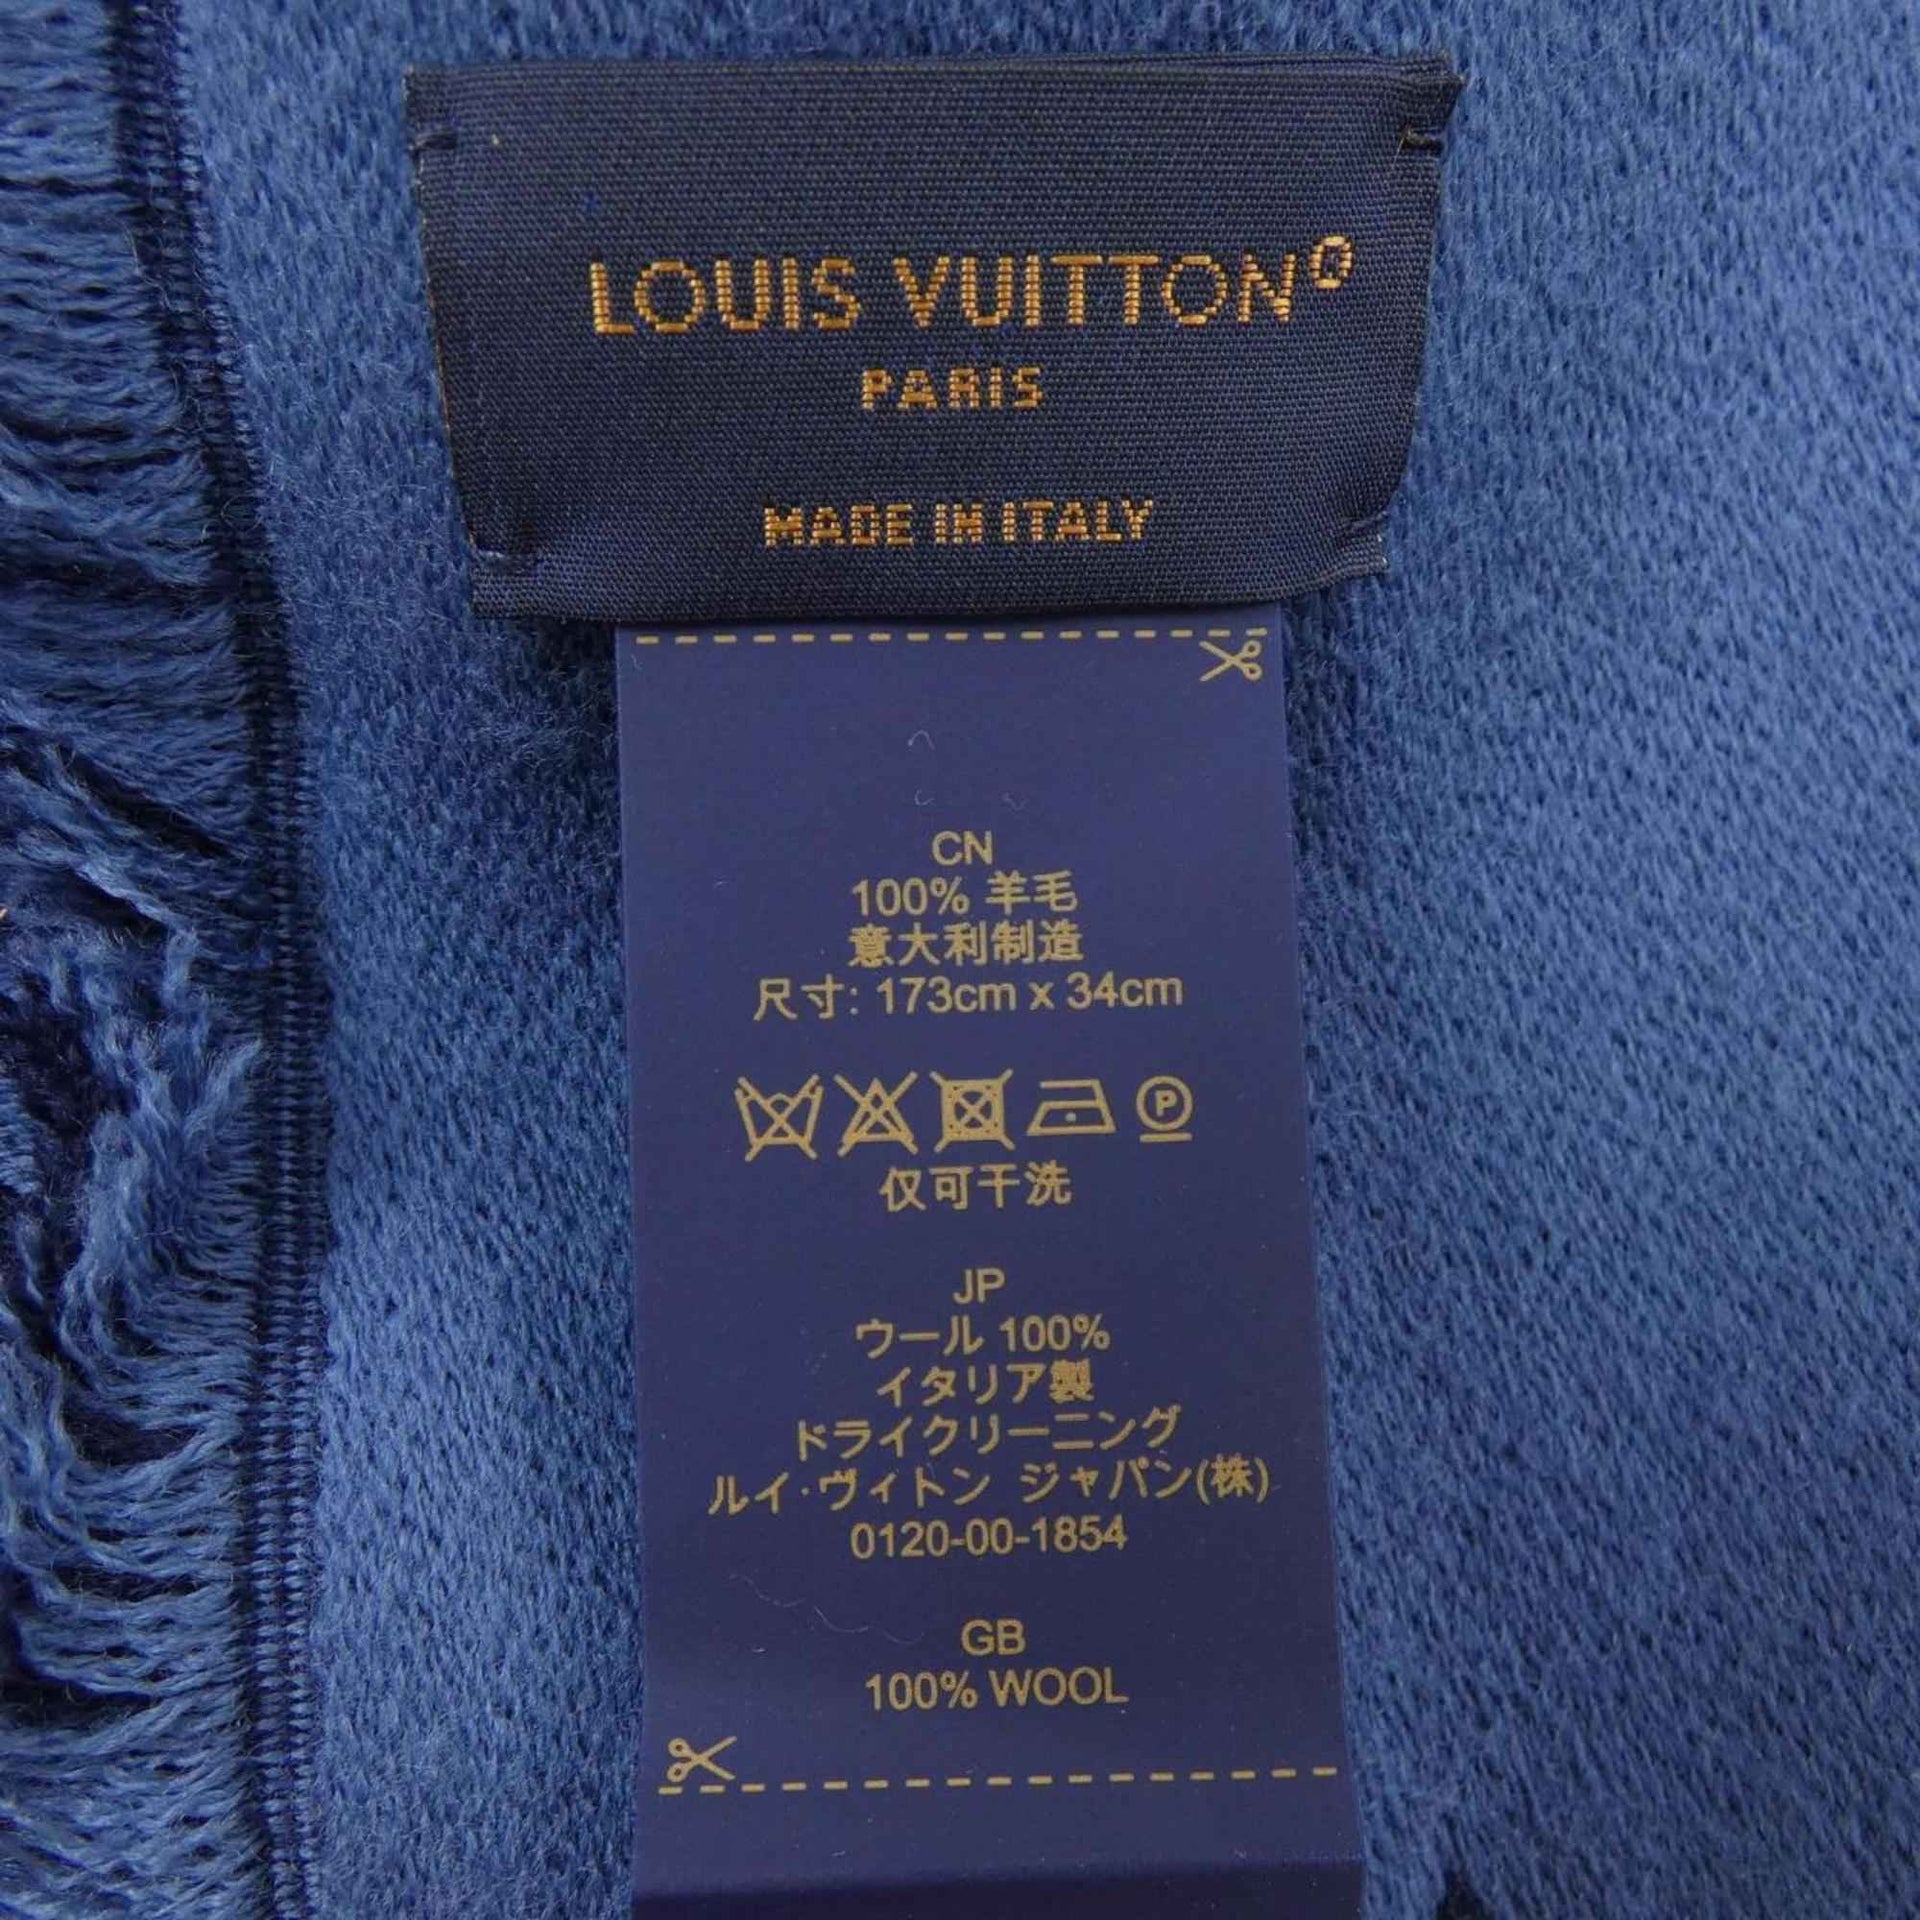 LOUIS VUITTON®
PARIS
MADE IN ITALY
CN
100% 羊毛
意大利制造
尺寸: 173cm x 34cm
P
仅可干洗
JP
ウール 100%
イタリア製
ドライクリーニング
ルイ·ヴィトン ジャパン(株)
0120-00-1854
GB
100% WOOL